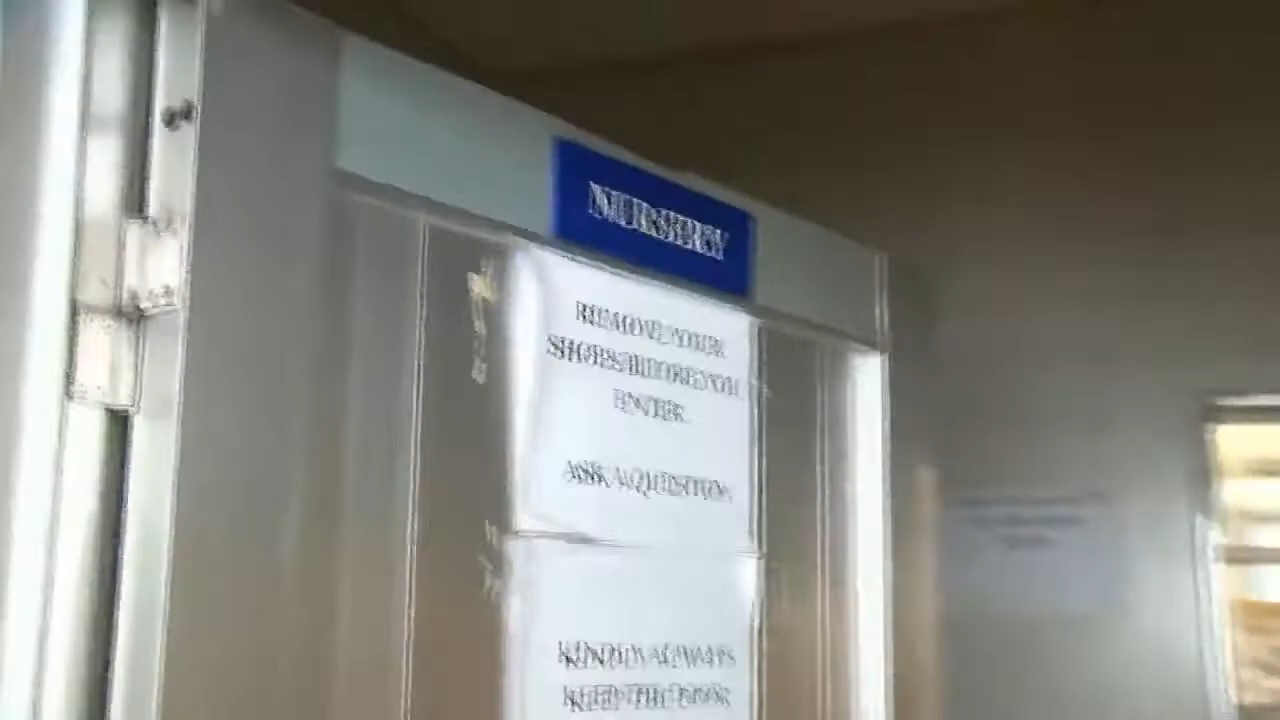 NURSERY
REMOVE YOUR
SHOES BEFORE YOU
ENTER.
ASK A QUESTION
KINDLY ALWAYS
KEEP THE DOOR